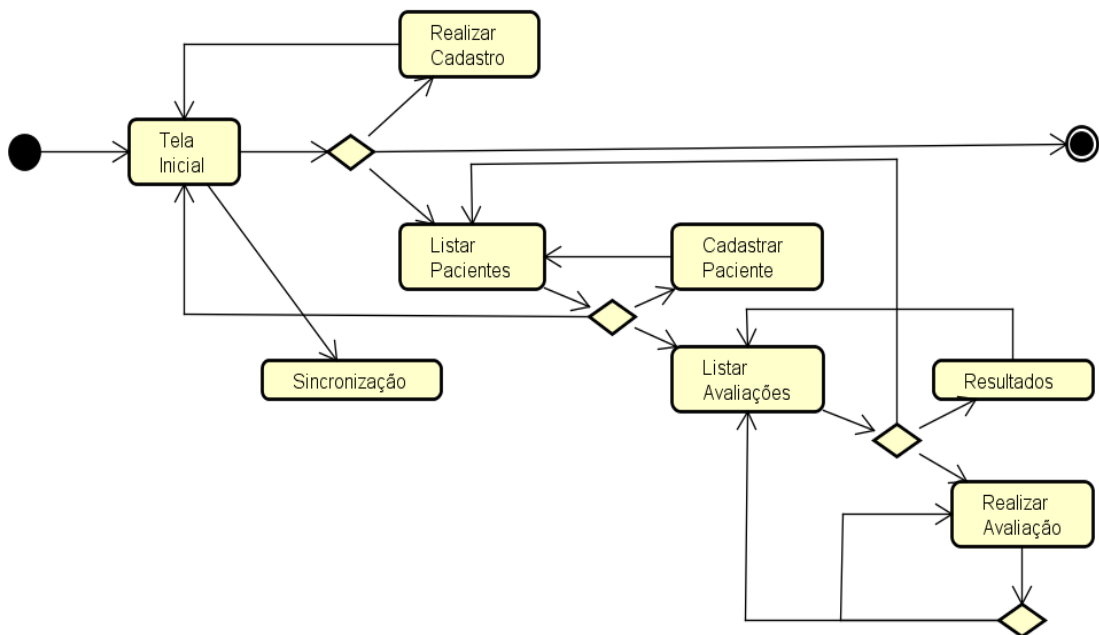 Realizar
Cadastro
Tela
Inicial
Listar
Pacientes
Cadastrar
Paciente
Sincronização
Listar
Avaliações
Resultados
Realizar
Avaliação